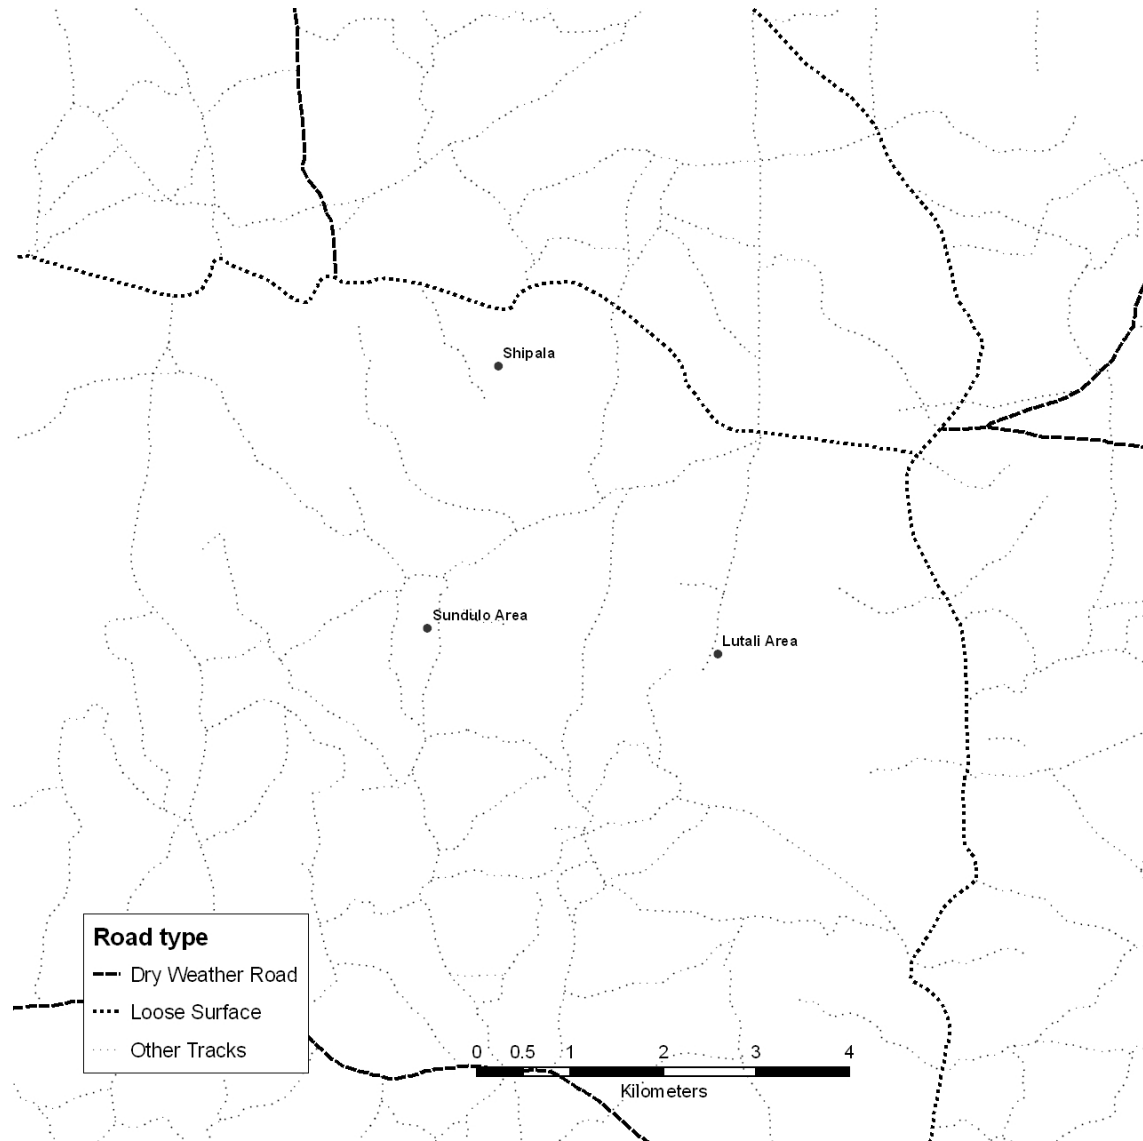 Shipala
Sundulo Area
Lutali Area
Road type
Dry Weather Road
Loose Surface
Other Tracks
0 0.5 1 2 3 4
Kilometers